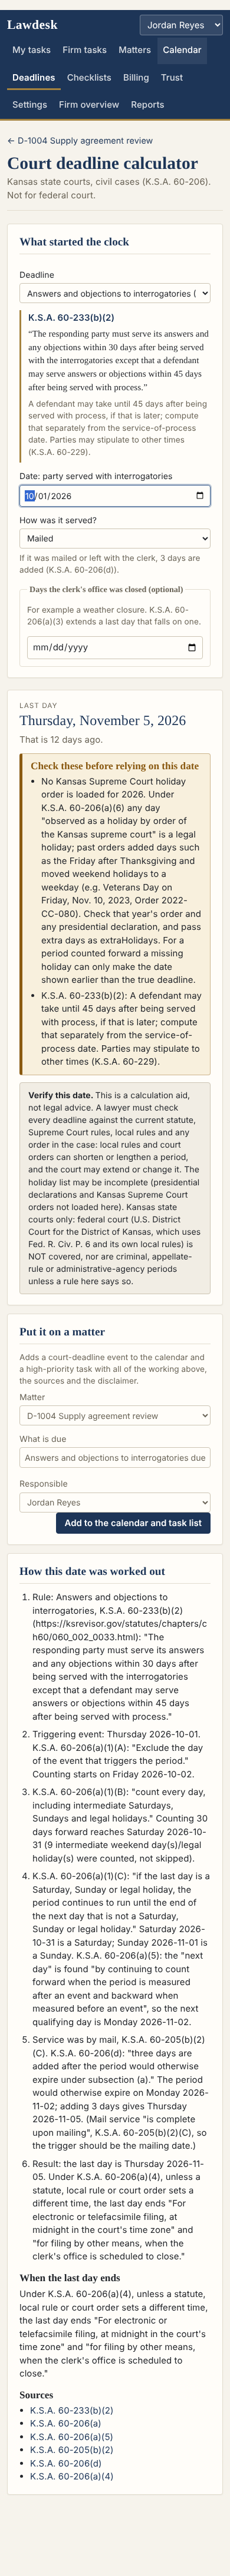 Lawdesk
Jordan Reyes
My tasks Firm tasks Matters Calendar
Deadlines Checklists Billing Trust
Settings Firm overview Reports
← D-1004 Supply agreement review
Court deadline calculator
Kansas state courts, civil cases (K.S.A. 60-206).
Not for federal court.
What started the clock
Deadline
Answers and objections to interrogatories (
K.S.A. 60-233(b)(2)
“The responding party must serve its answers and
any objections within 30 days after being served
with the interrogatories except that a defendant
may serve answers or objections within 45 days
after being served with process.”
A defendant may take until 45 days after being
served with process, if that is later; compute
that separately from the service-of-process
date. Parties may stipulate to other times
(K.S.A. 60-229).
Date: party served with interrogatories
10/01/2026
How was it served?
Mailed
If it was mailed or left with the clerk, 3 days are
added (K.S.A. 60-206(d)).
Days the clerk's office was closed (optional)
For example a weather closure. K.S.A. 60-
206(a)(3) extends a last day that falls on one.
mm/dd/yyyy
LAST DAY
Thursday, November 5, 2026
That is 12 days ago.
Check these before relying on this date
• No Kansas Supreme Court holiday
order is loaded for 2026. Under
K.S.A. 60-206(a)(6) any day
"observed as a holiday by order of
the Kansas supreme court" is a legal
holiday; past orders added days such
as the Friday after Thanksgiving and
moved weekend holidays to a
weekday (e.g. Veterans Day on
Friday, Nov. 10, 2023, Order 2022-
CC-080). Check that year's order and
any presidential declaration, and pass
extra days as extraHolidays. For a
period counted forward a missing
holiday can only make the date
shown earlier than the true deadline.
• K.S.A. 60-233(b)(2): A defendant may
take until 45 days after being served
with process, if that is later; compute
that separately from the service-of-
process date. Parties may stipulate to
other times (K.S.A. 60-229).
Verify this date. This is a calculation aid,
not legal advice. A lawyer must check
every deadline against the current statute,
Supreme Court rules, local rules and any
order in the case: local rules and court
orders can shorten or lengthen a period,
and the court may extend or change it. The
holiday list may be incomplete (presidential
declarations and Kansas Supreme Court
orders not loaded here). Kansas state
courts only: federal court (U.S. District
Court for the District of Kansas, which uses
Fed. R. Civ. P. 6 and its own local rules) is
NOT covered, nor are criminal, appellate-
rule or administrative-agency periods
unless a rule here says so.
Put it on a matter
Adds a court-deadline event to the calendar and
a high-priority task with all of the working above,
the sources and the disclaimer.
Matter
D-1004 Supply agreement review
What is due
Answers and objections to interrogatories due
Responsible
Jordan Reyes
Add to the calendar and task list
How this date was worked out
1. Rule: Answers and objections to
interrogatories, K.S.A. 60-233(b)(2)
(https://ksrevisor.gov/statutes/chapters/c
h60/060_002_0033.html): "The
responding party must serve its answers
and any objections within 30 days after
being served with the interrogatories
except that a defendant may serve
answers or objections within 45 days
after being served with process."
2. Triggering event: Thursday 2026-10-01.
K.S.A. 60-206(a)(1)(A): "Exclude the day
of the event that triggers the period."
Counting starts on Friday 2026-10-02.
3. K.S.A. 60-206(a)(1)(B): "count every day,
including intermediate Saturdays,
Sundays and legal holidays." Counting 30
days forward reaches Saturday 2026-10-
31 (9 intermediate weekend day(s)/legal
holiday(s) were counted, not skipped).
4. K.S.A. 60-206(a)(1)(C): "if the last day is a
Saturday, Sunday or legal holiday, the
period continues to run until the end of
the next day that is not a Saturday,
Sunday or legal holiday." Saturday 2026-
10-31 is a Saturday; Sunday 2026-11-01 is
a Sunday. K.S.A. 60-206(a)(5): the "next
day" is found "by continuing to count
forward when the period is measured
after an event and backward when
measured before an event", so the next
qualifying day is Monday 2026-11-02.
5. Service was by mail, K.S.A. 60-205(b)(2)
(C). K.S.A. 60-206(d): "three days are
added after the period would otherwise
expire under subsection (a)." The period
would otherwise expire on Monday 2026-
11-02; adding 3 days gives Thursday
2026-11-05. (Mail service "is complete
upon mailing", K.S.A. 60-205(b)(2)(C), so
the trigger should be the mailing date.)
6. Result: the last day is Thursday 2026-11-
05. Under K.S.A. 60-206(a)(4), unless a
statute, local rule or court order sets a
different time, the last day ends "For
electronic or telefacsimile filing, at
midnight in the court's time zone" and
"for filing by other means, when the
clerk's office is scheduled to close."
When the last day ends
Under K.S.A. 60-206(a)(4), unless a statute,
local rule or court order sets a different time,
the last day ends "For electronic or
telefacsimile filing, at midnight in the court's
time zone" and "for filing by other means,
when the clerk's office is scheduled to
close."
Sources
• K.S.A. 60-233(b)(2)
• K.S.A. 60-206(a)
• K.S.A. 60-206(a)(5)
• K.S.A. 60-205(b)(2)
• K.S.A. 60-206(d)
• K.S.A. 60-206(a)(4)